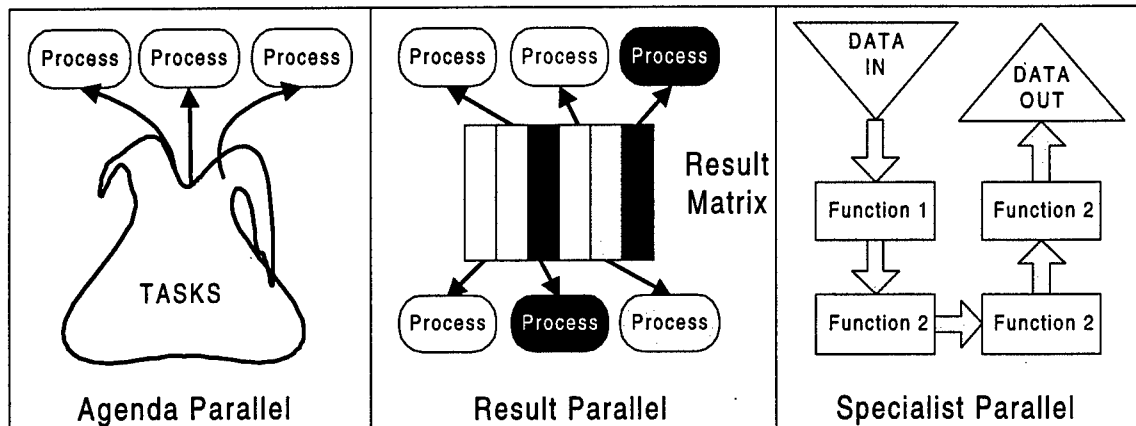 Process Process Process
TASKS
Agenda Parallel
Process Process Process
Result
Matrix
Process Process Process
Result Parallel
DATA
IN
DATA
OUT
Function 1
Function 2
Function 2
Function 2
Specialist Parallel